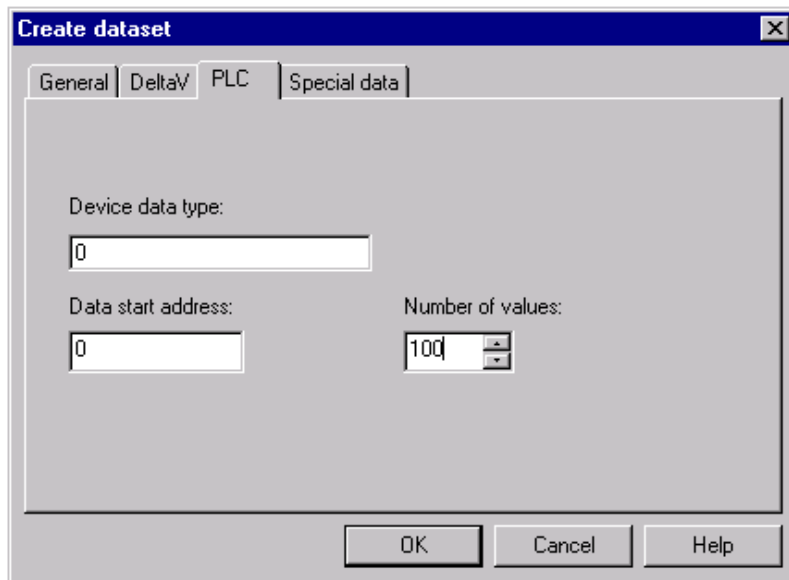 Create dataset
General DeltaV PLC Special data
Device data type:
0
Data start address: Number of values:
0 100
OK Cancel Help